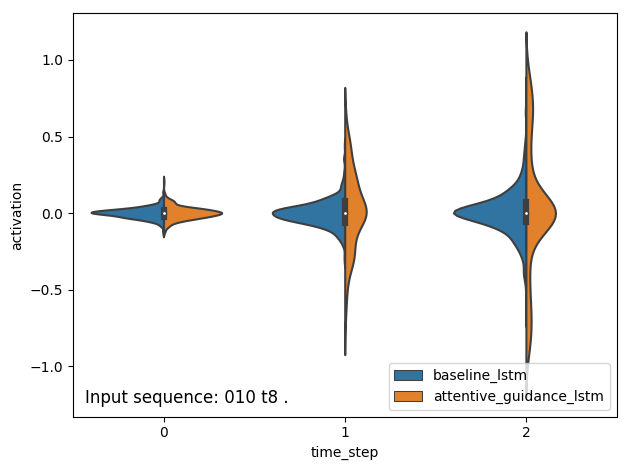 1.0
0.5
0.0
−0.5
−1.0
activation
Input sequence: 010 t8 .
baseline_lstm
attentive_guidance_lstm
0 1 2
time_step